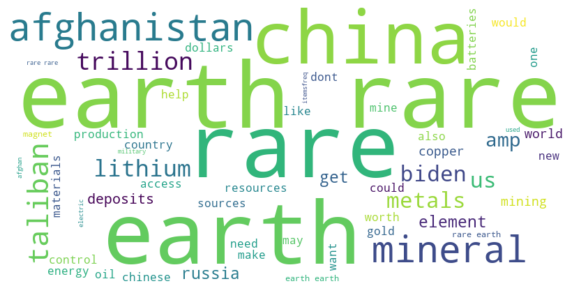 afghanistan
china
would
batteries
one
dollars
trillion
rare rare
earth rare
help
itemsfreq
dont
like
mine
magnet
production
country
military
rare
also
used
amp
world
copper
new
afghan
taliban
materials
lithium
access
resources
get
biden
us
deposits
sources
could
metals
mining
electric
earth
worth
element
gold
rare earth
control
need
make
may
want
mineral
energy
oil
chinese
russia
earth earth